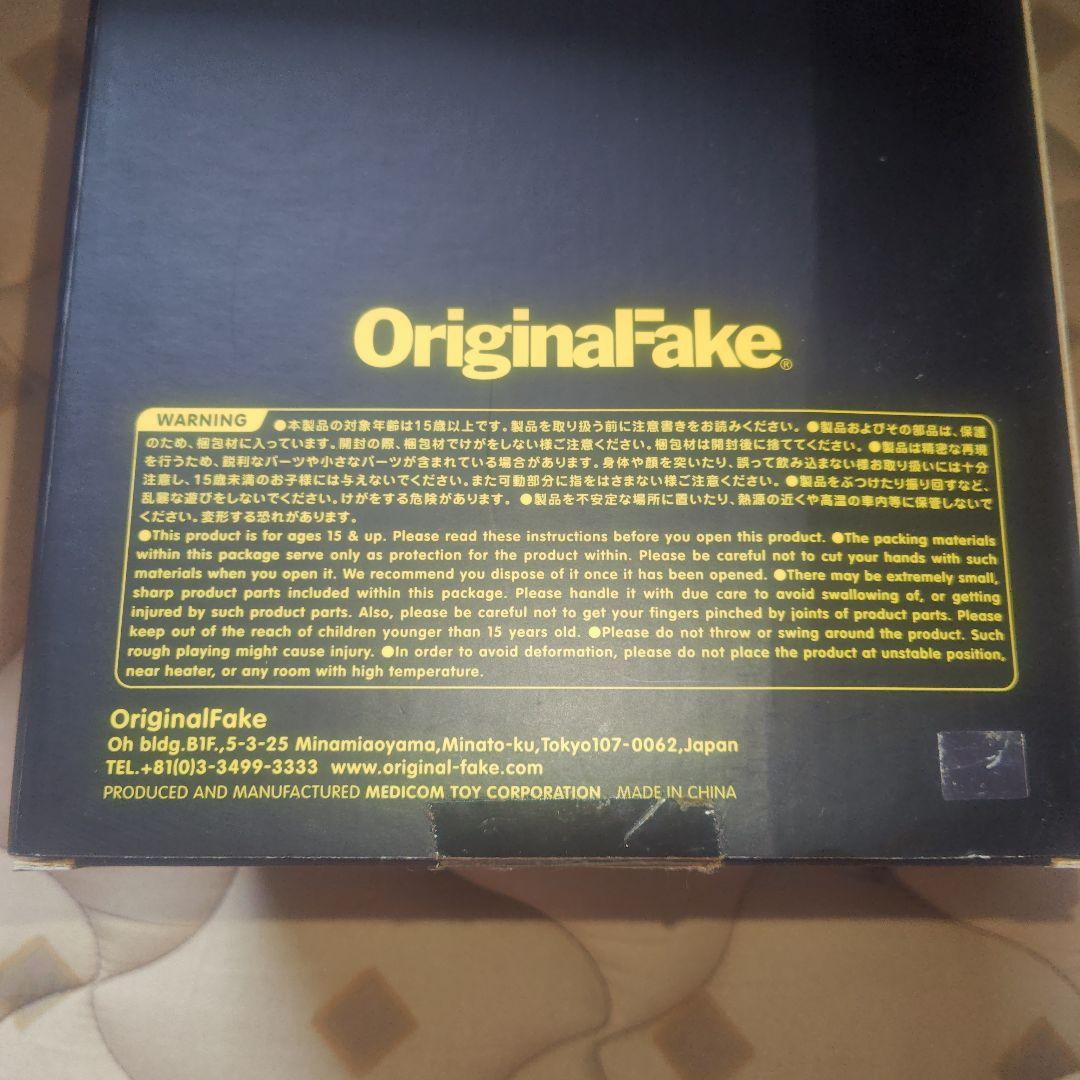 OriginalFake®
WARNING
●本製品の対象年齢は15歳以上です。製品を取り扱う前に注意書きをお読みください。●製品およびその部品は、保護
のため、梱包材に入っています。開封の際、梱包材でけがをしない様ご注意ください。梱包材は開封後に捨ててください。●製品は精密な再現
を行うため、鋭利なパーツや小さなパーツが含まれている場合があります。身体や顔を突いたり、誤って飲み込まない様お取り扱いには十分
注意し、15歳未満のお子様には与えないでください。また可動部分に指をはさまない様ご注意ください。●製品をぶつけたり振り回すなど、
乱暴な遊びをしないでください。けがをする危険があります。●製品を不安定な場所に置いたり、熱源の近くや高温の車内等に保管しないで
ください。変形する恐れがあります。
●This product is for ages 15 & up. Please read these instructions before you open this product. ●The packing materials
within this package serve only as protection for the product within. Please be careful not to cut your hands with such
materials when you open it. We recommend you dispose of it once it has been opened. ●There may be extremely small,
sharp product parts included within this package. Please handle it with due care to avoid swallowing of, or getting
injured by such product parts. Also, please be careful not to get your fingers pinched by joints of product parts. Please
keep out of the reach of children younger than 15 years old. ●Please do not throw or swing around the product. Such
rough playing might cause injury. ●In order to avoid deformation, please do not place the product at unstable position,
near heater, or any room with high temperature.
OriginalFake
Oh bldg.B1F.,5-3-25 Minamiaoyama,Minato-ku,Tokyo107-0062,Japan
TEL.+81(0)3-3499-3333 www.original-fake.com
PRODUCED AND MANUFACTURED MEDICOM TOY CORPORATION MADE IN CHINA